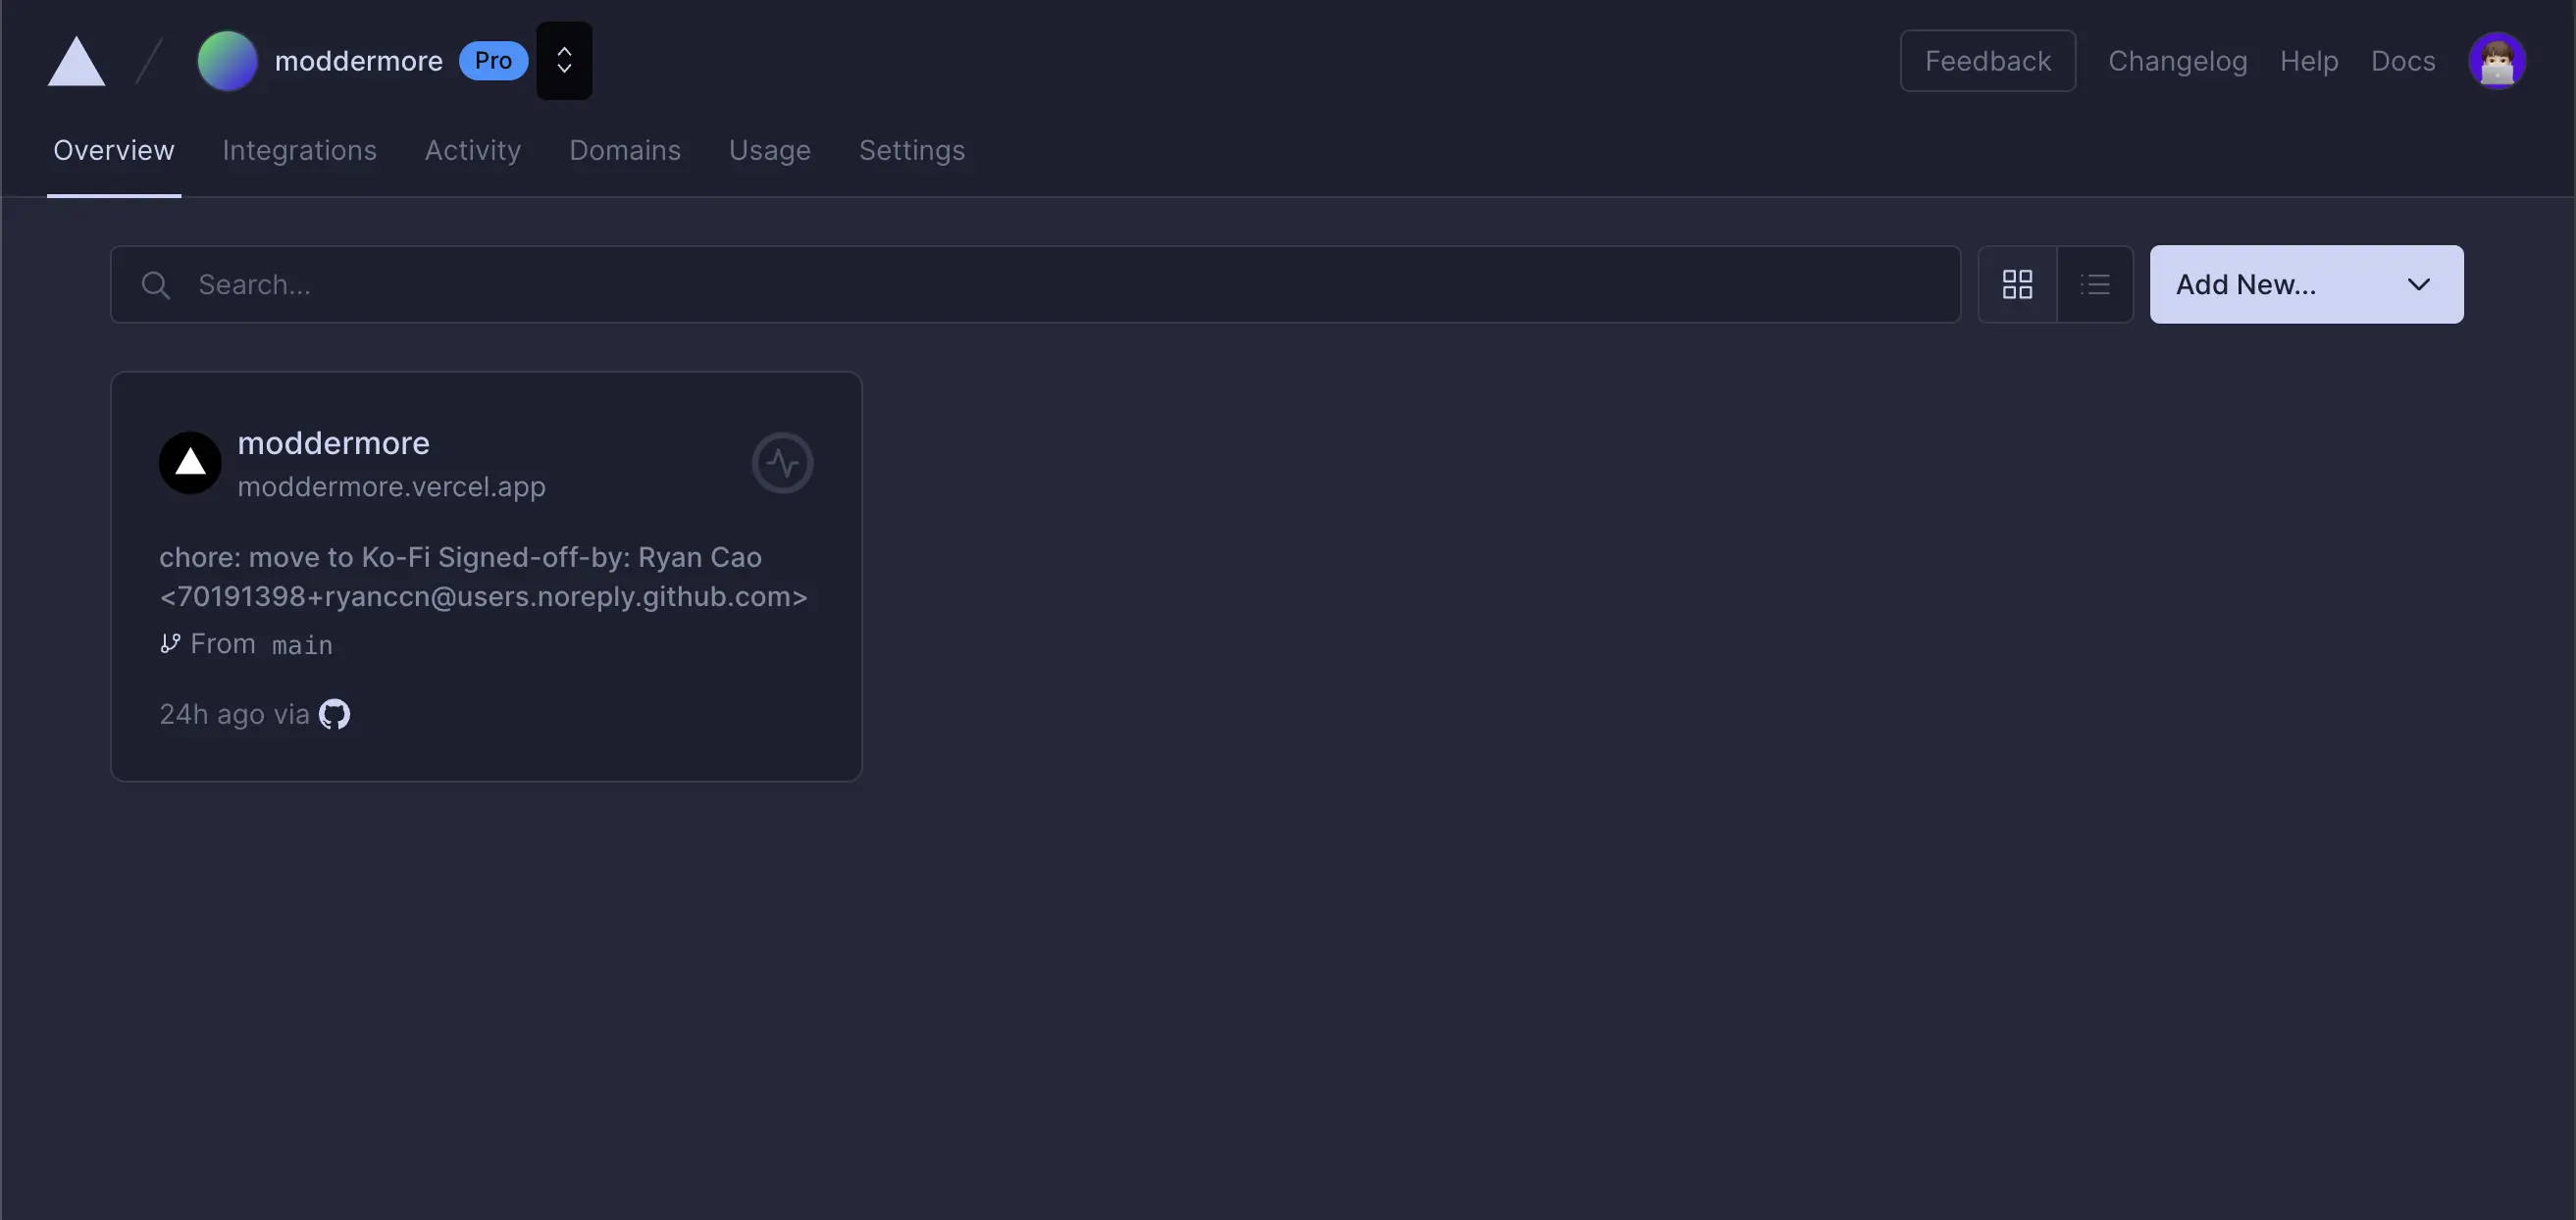 moddermore Pro
Feedback Changelog Help Docs
Overview Integrations Activity Domains Usage Settings
Search...
Add New...
moddermore
moddermore.vercel.app
chore: move to Ko-Fi Signed-off-by: Ryan Cao
<70191398+ryanccn@users.noreply.github.com>
From main
24h ago via